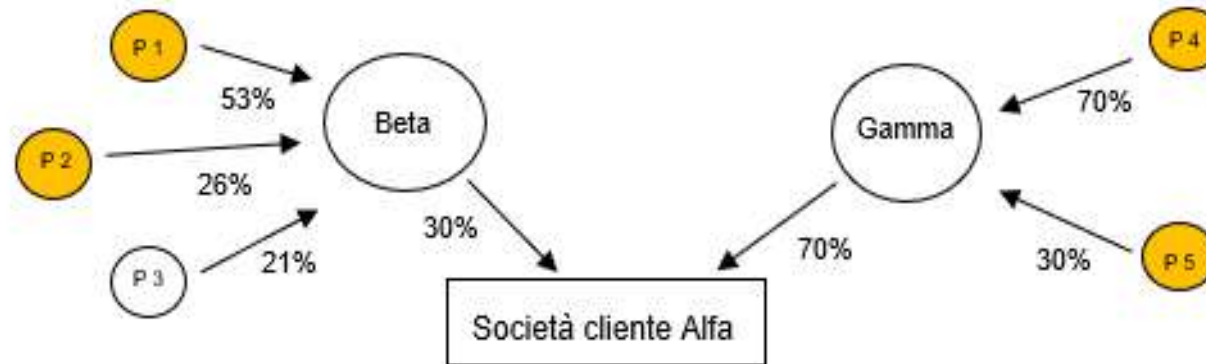 P 1
53%
P 2
26%
P 3
21%
Beta
30%
Gamma
70%
P 4
70%
P 5
30%
Società cliente Alfa